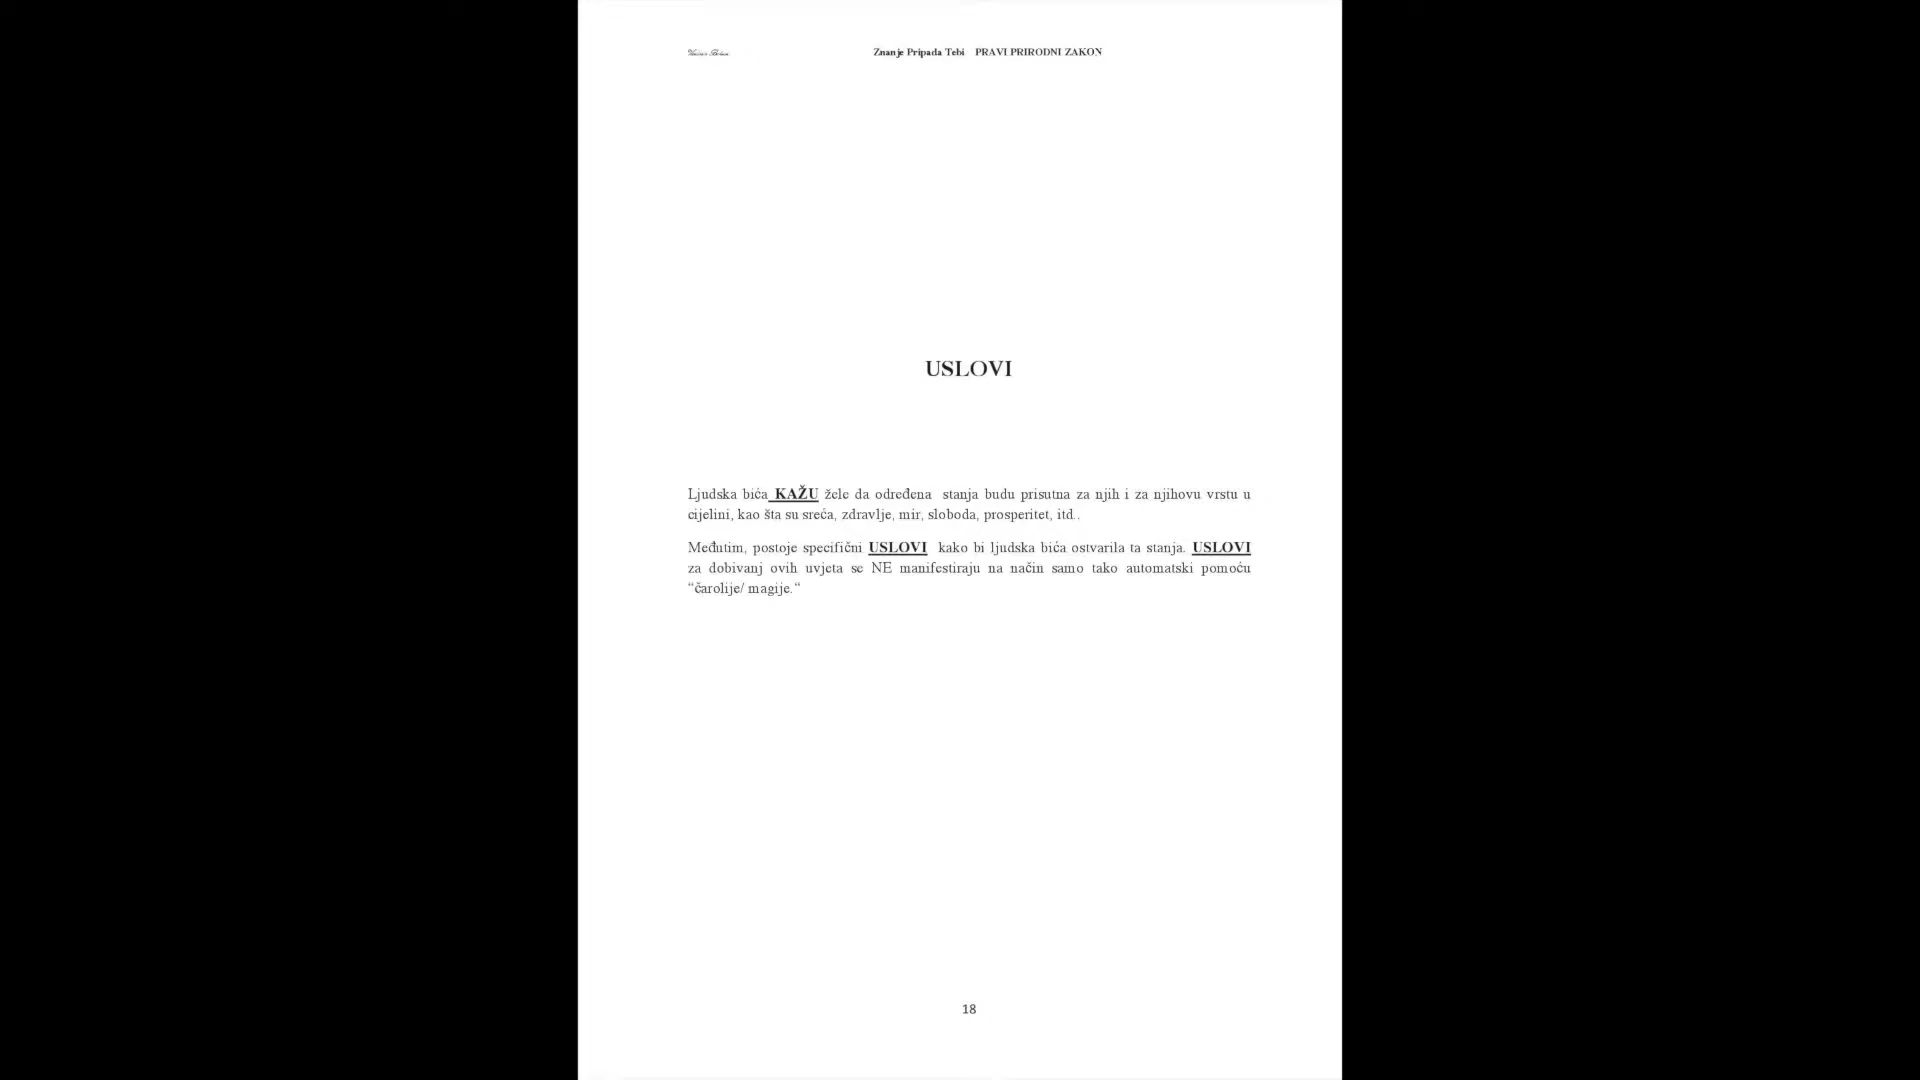 Znanje Pripada Tebi PRAVI PRIRODNI ZAKON
USLOVI
Ljudska bića KAŽU žele da određena stanja budu prisutna za njih i za njihovu vrstu u
cijelini, kao šta su sreća, zdravlje, mir, sloboda, prosperitet, itd..
Međutim, postoje specifični USLOVI kako bi ljudska bića ostvarila ta stanja. USLOVI
za dobivanj ovih uvjeta se NE manifestiraju na način samo tako automatski pomoću
“čarolije/ magije.“
18